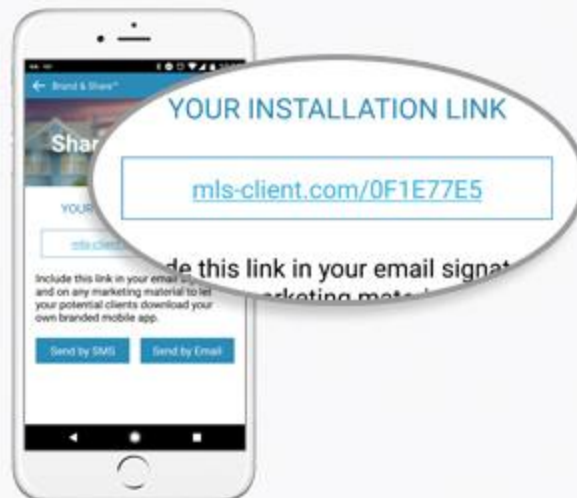 Brand & Share
Shar
YOUR INSTALLATION LINK
mls-client.com/0F1E77E5
de this link in your email signat
YOUR
mls-client
Include this link in your email
and on any marketing material to let
your potential clients download your
own branded mobile app.
Send by SMS
Send by Email